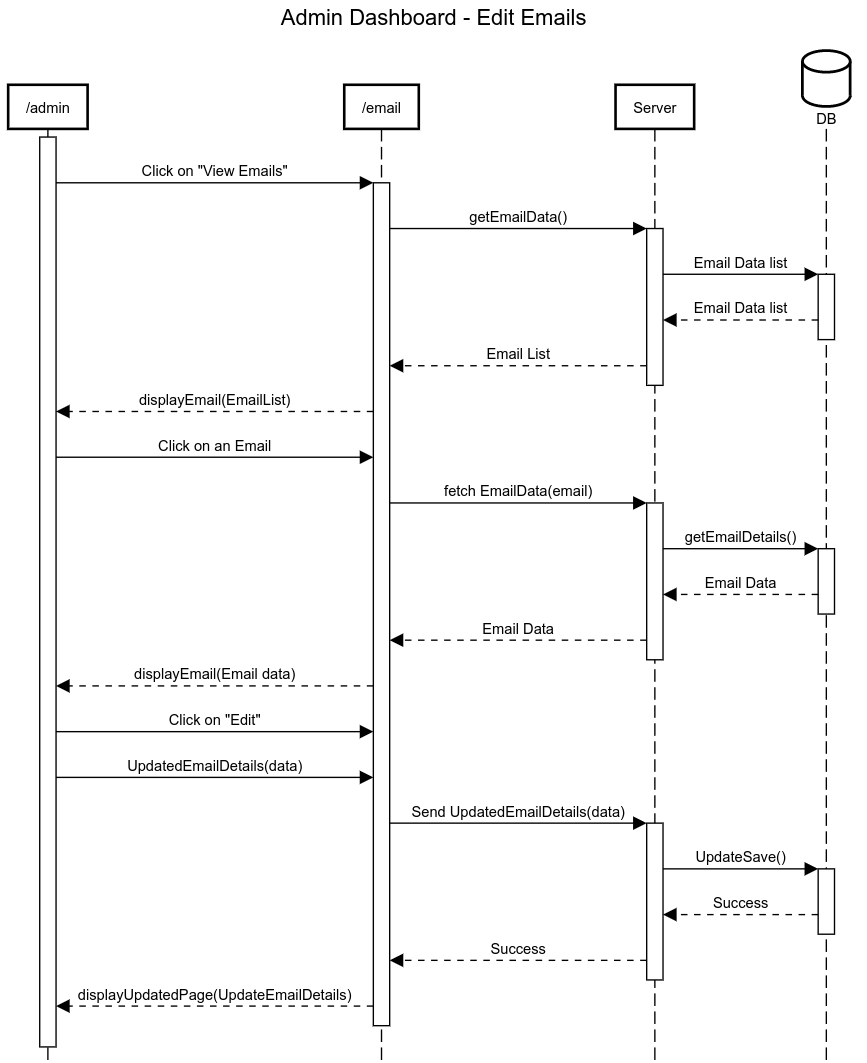 Admin Dashboard - Edit Emails
/admin
/email
Server
DB
Click on "View Emails"
getEmailData()
Email Data list
Email Data list
Email List
displayEmail(EmailList)
Click on an Email
fetch EmailData(email)
getEmailDetails()
Email Data
Email Data
displayEmail(Email data)
Click on "Edit"
UpdatedEmailDetails(data)
Send UpdatedEmailDetails(data)
UpdateSave()
Success
Success
displayUpdatedPage(UpdateEmailDetails)